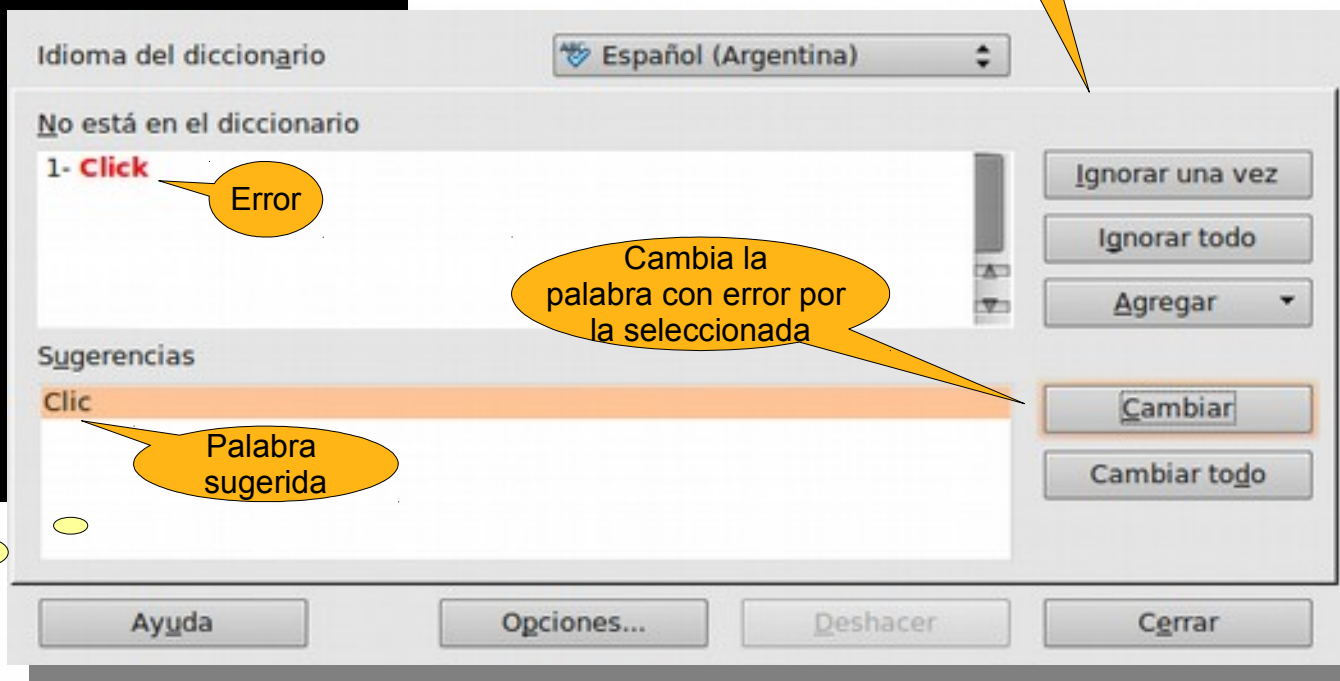 Idioma del diccionario
Español (Argentina)
No está en el diccionario
1- Click
Error
Ignorar una vez
Ignorar todo
Agregar
Cambia la
palabra con error por
la seleccionada
Sugerencias
Clic
Palabra
sugerida
Cambiar
Cambiar todo
Ayuda
Opciones...
Deshacer
Cerrar